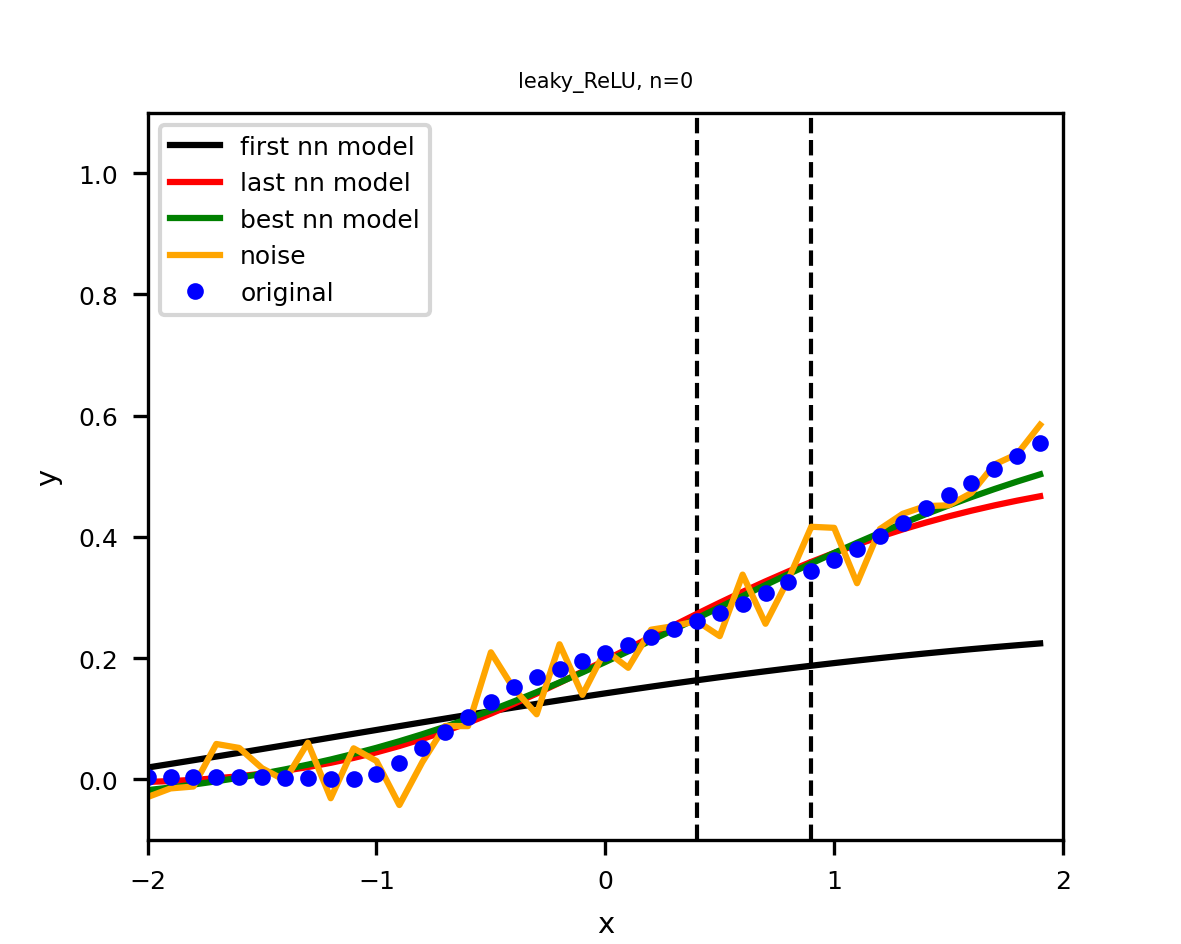 leaky_ReLU, n=0
first nn model
last nn model
best nn model
noise
original
1.0
0.8
0.6
0.4
0.2
0.0
y
−2
−1
0
1
2
x